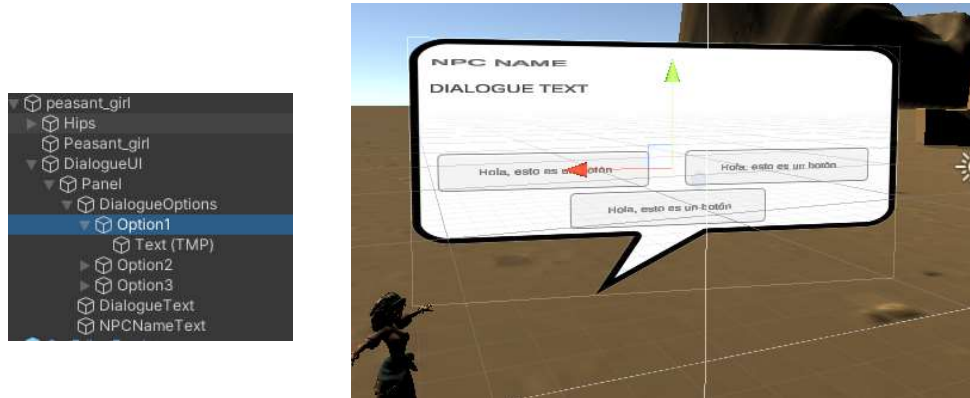 peasant_girl
Hips
Peasant_girl
DialogueUI
Panel
DialogueOptions
Option1
Text (TMP)
Option2
Option3
DialogueText
NPCNameText
NPC NAME
DIALOGUE TEXT
Hola, esto es un botón
Hola, esto es un botón
Hola, esto es un botón